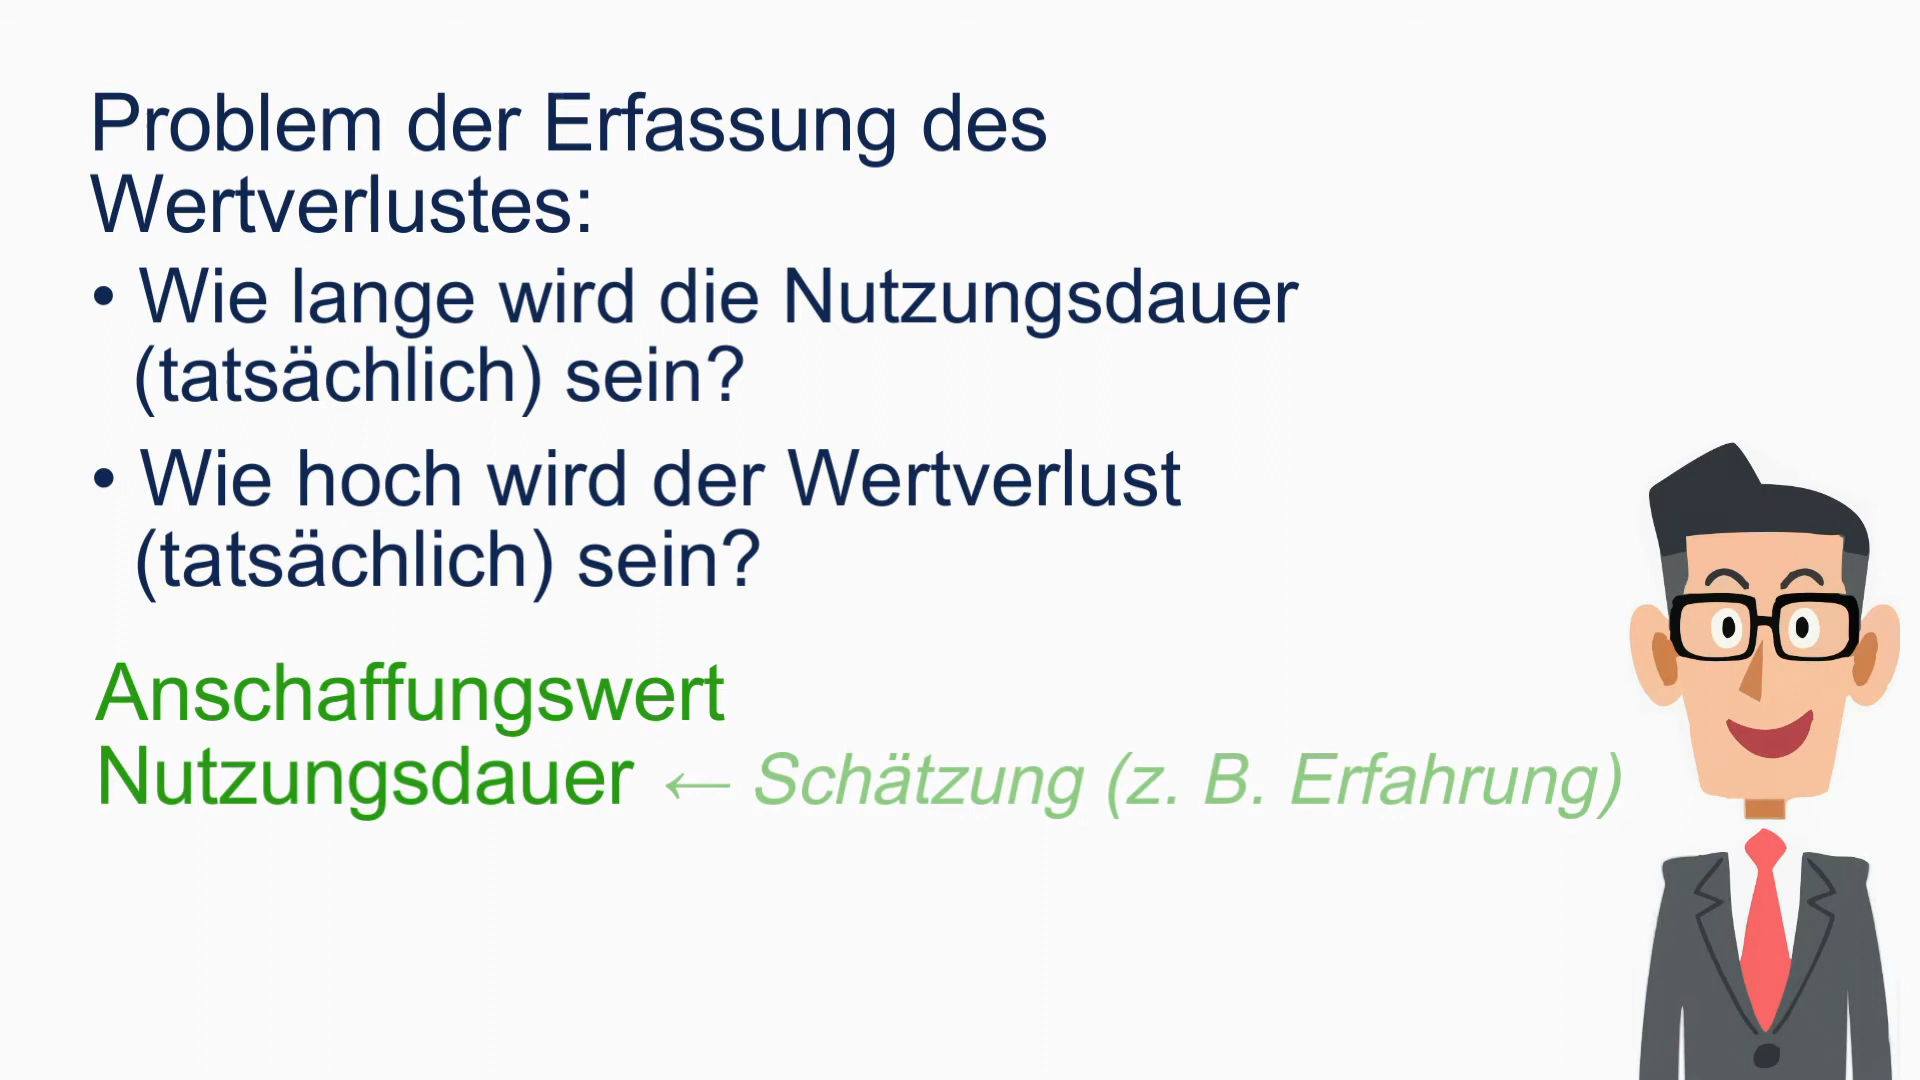 Problem der Erfassung des
Wertverlustes:
• Wie lange wird die Nutzungsdauer
(tatsächlich) sein?
• Wie hoch wird der Wertverlust
(tatsächlich) sein?
Anschaffungswert
Nutzungsdauer ← Schätzung (z. B. Erfahrung)